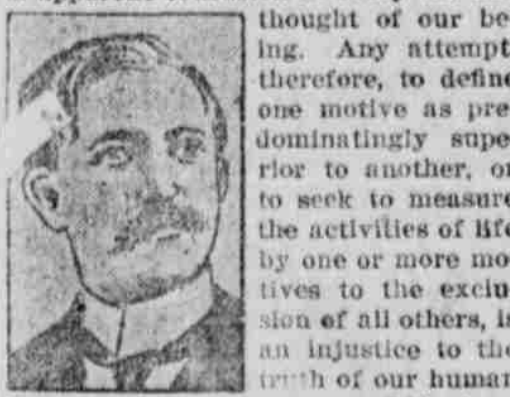 thought of our be-
ing. Any attempt,
therefore, to define
one motive as pre-
dominatingly supe-
rior to another, or
to seek to measure
the activities of life
by one or more mo-
tives to the exclu-
sion of all others, is
an injustice to the
truth of our human